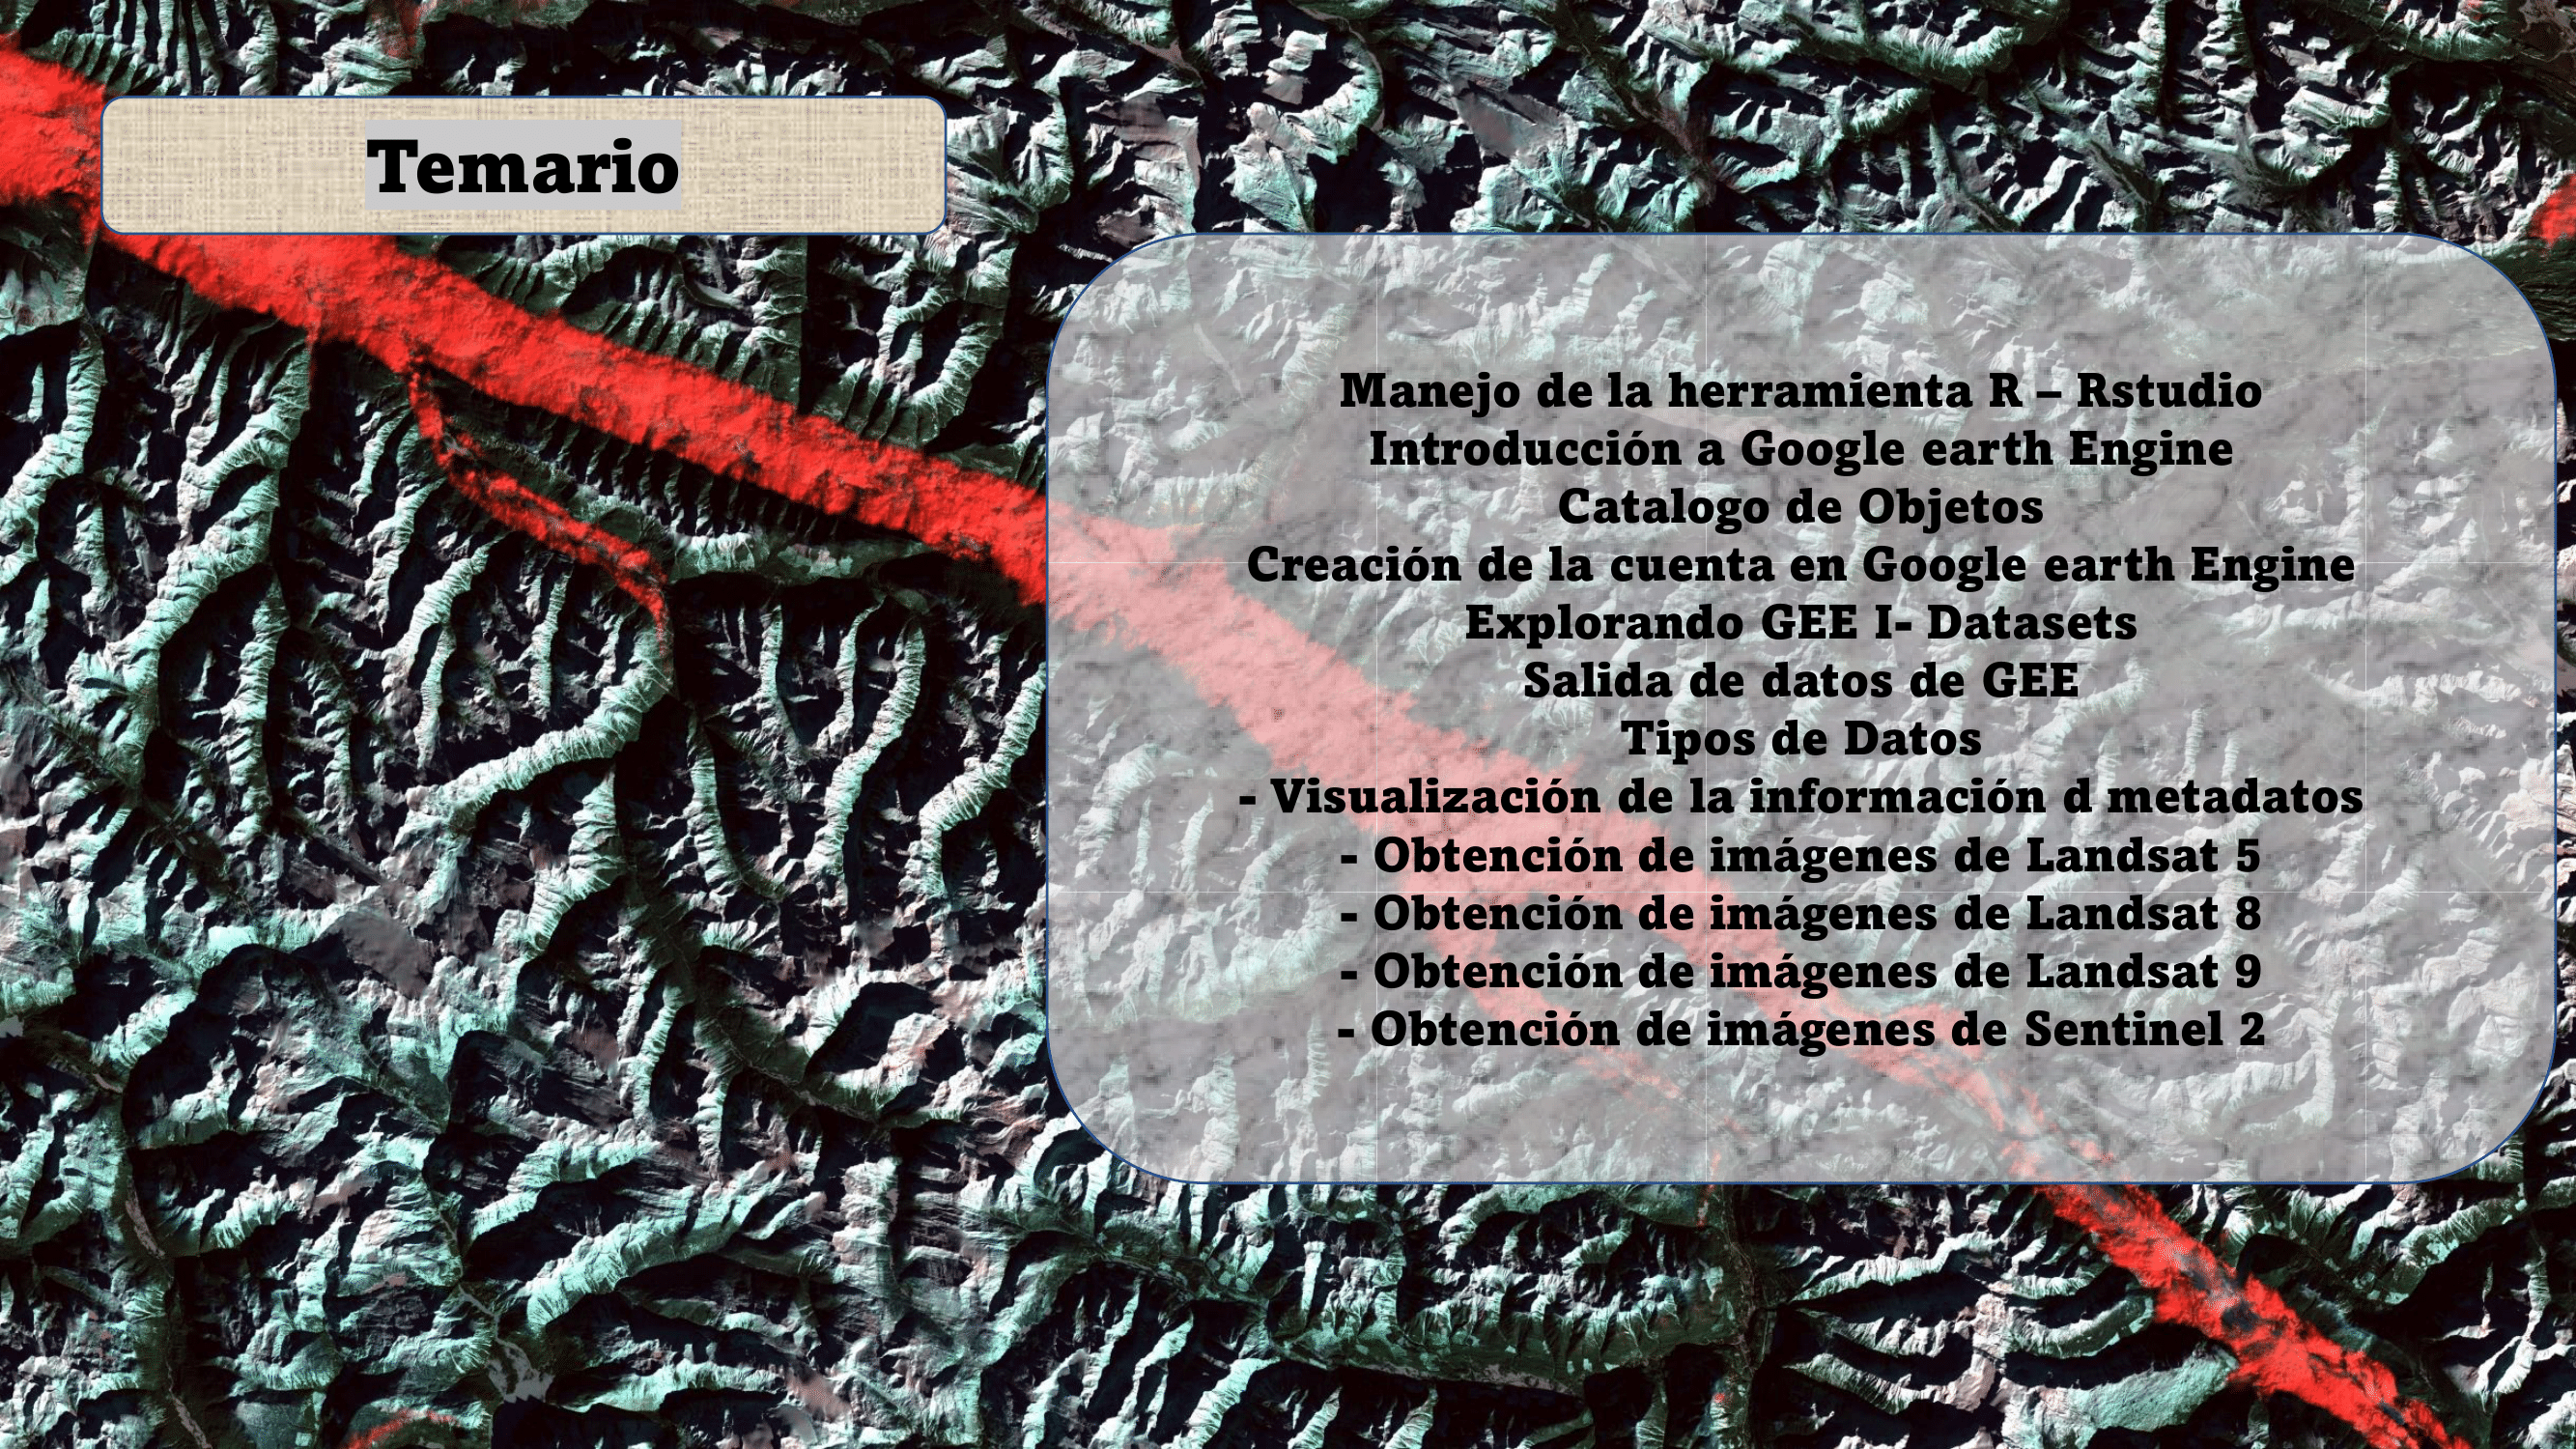 Temario
Manejo de la herramienta R – Rstudio
Introducción a Google earth Engine
Catalogo de Objetos
Creación de la cuenta en Google earth Engine
Explorando GEE I- Datasets
Salida de datos de GEE
Tipos de Datos
- Visualización de la información d metadatos
- Obtención de imágenes de Landsat 5
- Obtención de imágenes de Landsat 8
- Obtención de imágenes de Landsat 9
- Obtención de imágenes de Sentinel 2